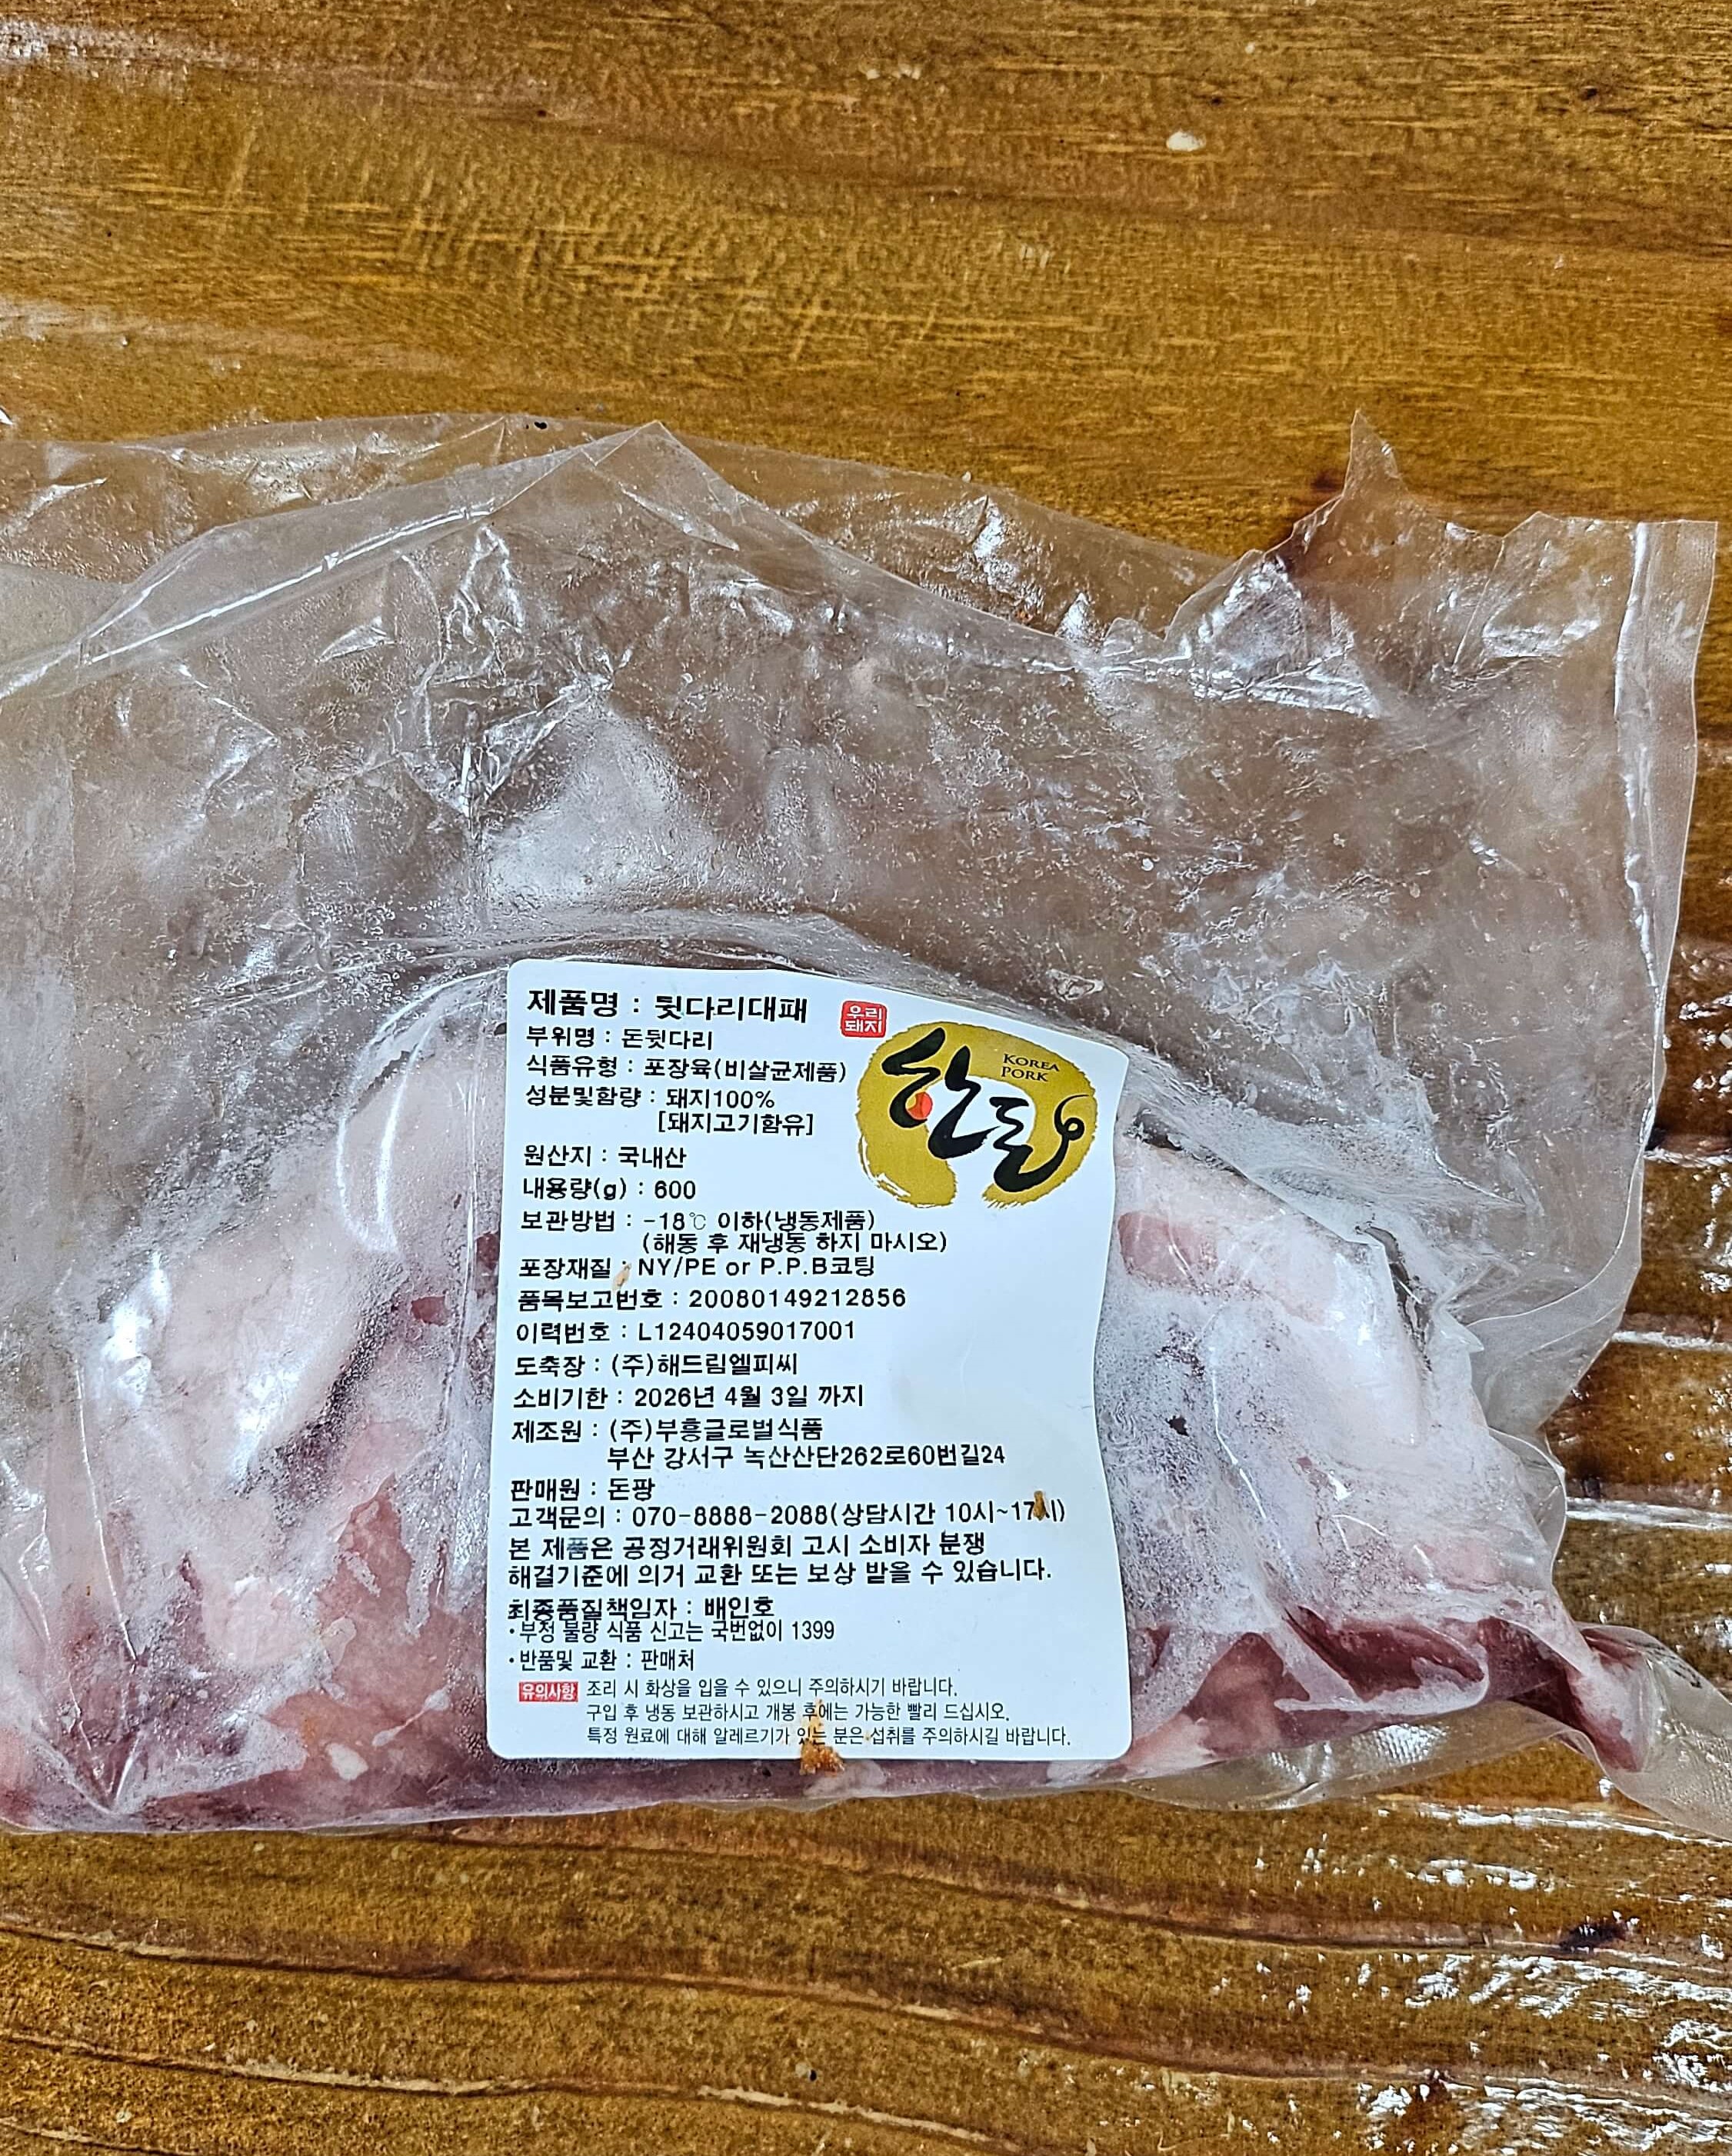 제품명 : 뒷다리대패
우리
돼지
부위명 : 돈뒷다리
한돈
KOREA
PORK
식품유형 : 포장육(비살균제품)
성분및함량 : 돼지100%
[돼지고기함유]
원산지 : 국내산
내용량(g) : 600
보관방법 : -18℃ 이하(냉동제품)
(해동 후 재냉동 하지 마시오)
포장재질 : NY/PE or P.P.B코팅
품목보고번호 : 20080149212856
이력번호 : L12404059017001
도축장 : (주)해드림엘피씨
소비기한 : 2026년 4월 3일 까지
제조원 : (주)부흥글로벌식품
부산 강서구 녹산산단262로60번길24
판매원 : 돈팡
고객문의 : 070-8888-2088(상담시간 10시~17시)
본 제품은 공정거래위원회 고시 소비자 분쟁
해결기준에 의거 교환 또는 보상 받을 수 있습니다.
최종품질책임자 : 배인호
•부정 불량 식품 신고는 국번없이 1399
•반품및 교환 : 판매처
유의사항 조리 시 화상을 입을 수 있으니 주의하시기 바랍니다.
구입 후 냉동 보관하시고 개봉 후에는 가능한 빨리 드십시오.
특정 원료에 대해 알레르기가 있는 분은 섭취를 주의하시길 바랍니다.